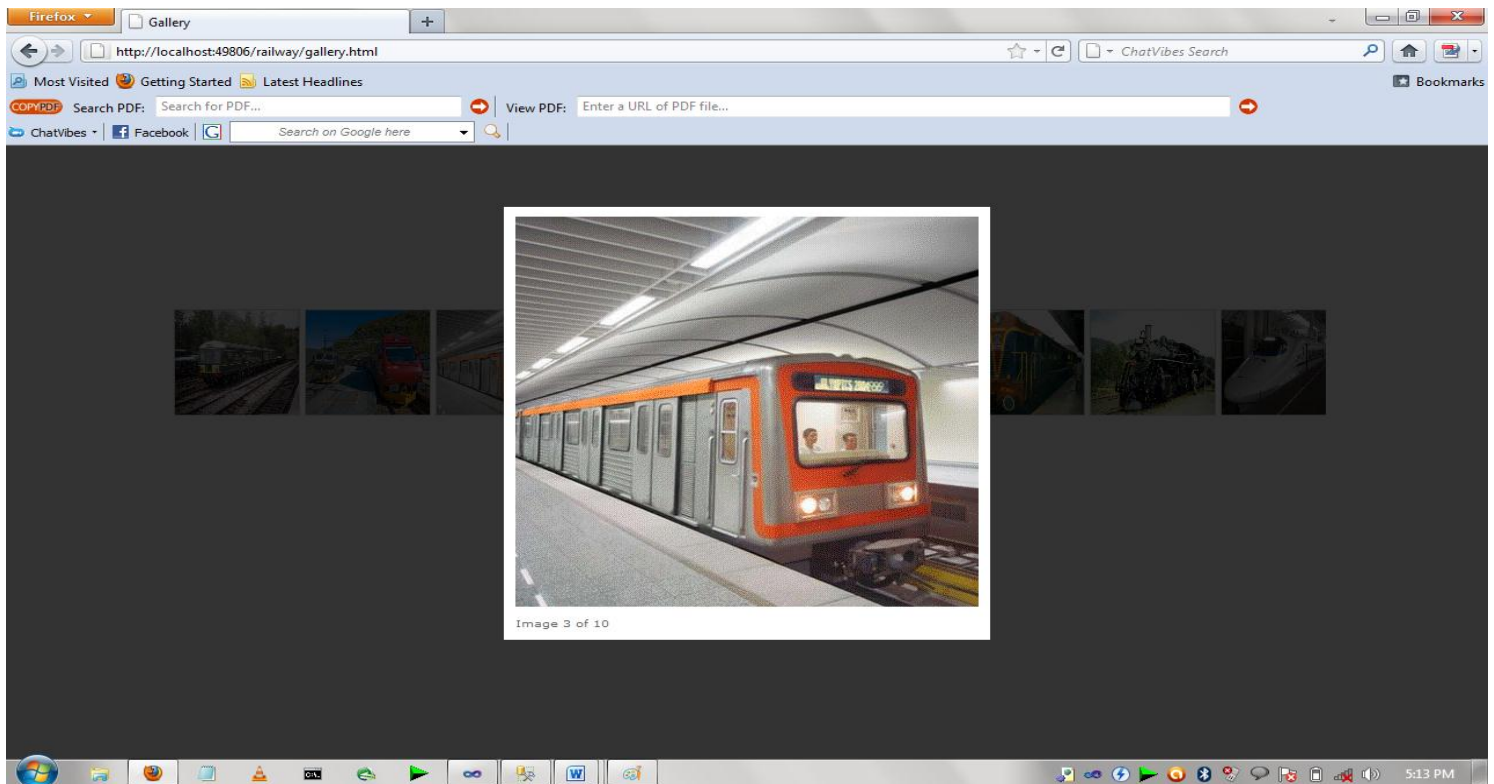 Firefox
Gallery
http://localhost:49806/railway/gallery.html
ChatVibes Search
Most Visited Getting Started Latest Headlines
Bookmarks
COPYPDF Search PDF: Search for PDF... View PDF: Enter a URL of PDF file...
ChatVibes Facebook G Search on Google here
Image 3 of 10
5:13 PM